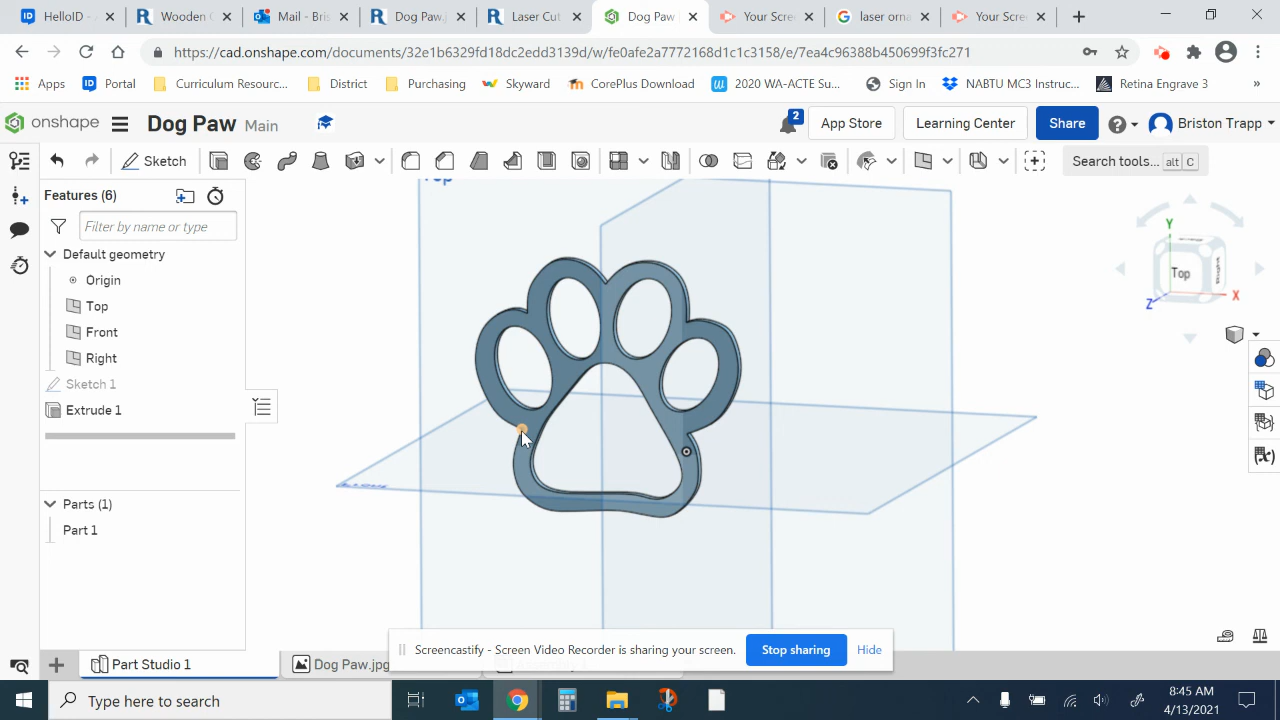 HelloID - A
Wooden C
Mail - Bris
Dog Paw.j
Laser Cut
Dog Paw
Your Scree
laser orna
Your Scree
https://cad.onshape.com/documents/32e1b6329fd18dc2edd3139d/w/fe0afe2a7772168d1c1c3158/e/7ea4c96388b450699f3fc271
Apps
Portal
Curriculum Resourc...
District
Purchasing
Skyward
CorePlus Download
2020 WA-ACTE Su...
Sign In
NABTU MC3 Instruc...
Retina Engrave 3
»
onshape
Dog Paw Main
2
App Store
Learning Center
Share
Briston Trapp
Sketch
Search tools... alt C
Features (6)
Filter by name or type
Default geometry
Origin
Top
Front
Right
Sketch 1
Extrude 1
Parts (1)
Part 1
Top
Y
Top
Right
X
Z
Screencastify - Screen Video Recorder is sharing your screen.
Stop sharing
Hide
Part Studio 1
Dog Paw.jpg
Type here to search
8:45 AM
4/13/2021